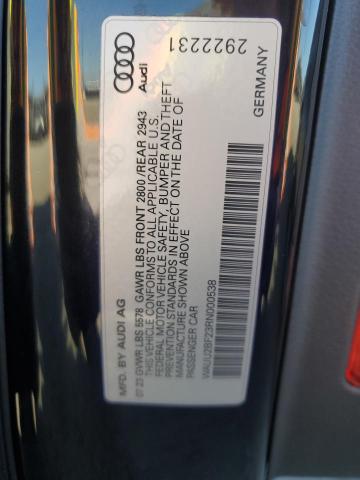 Audi
2922231
MFD. BY AUDI AG
07 23 GVWR LBS 5578 GAWR LBS FRONT 2800 /REAR 2943
THIS VEHICLE CONFORMS TO ALL APPLICABLE U.S.
FEDERAL MOTOR VEHICLE SAFETY, BUMPER AND THEFT
PREVENTION STANDARDS IN EFFECT ON THE DATE OF
MANUFACTURE SHOWN ABOVE
PASSENGER CAR
WAUU2BF23RN000538
GERMANY